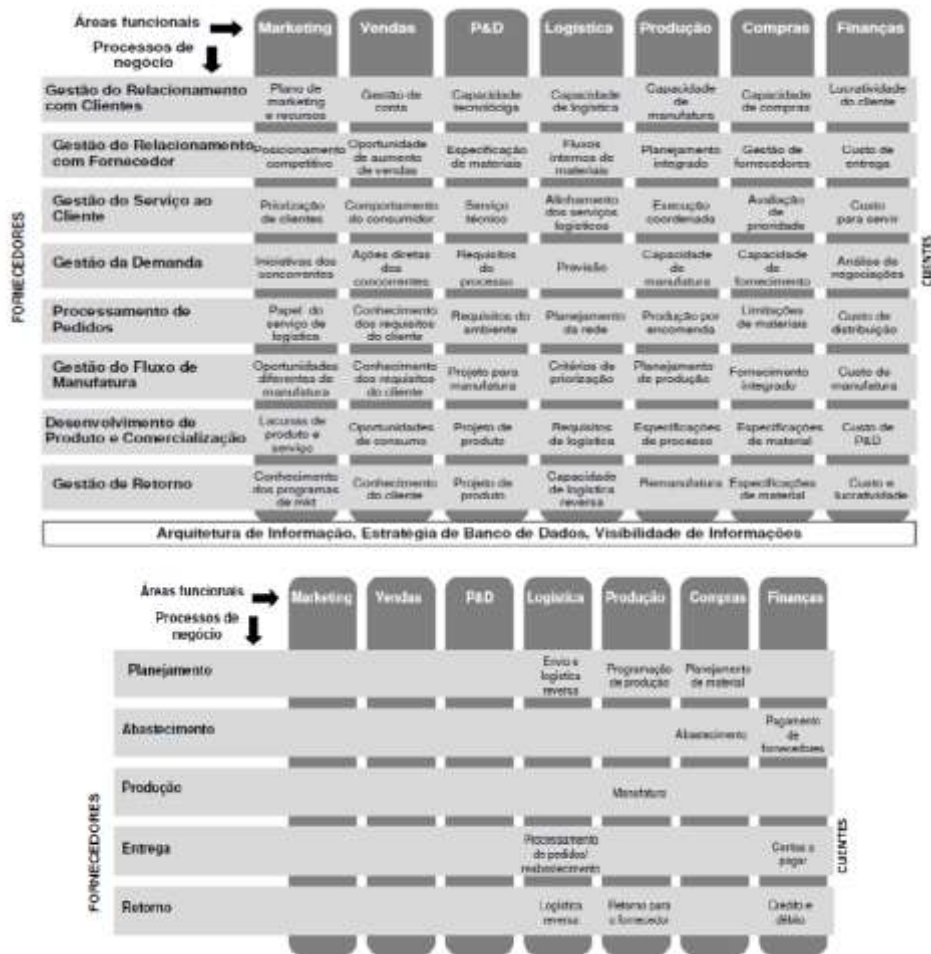 Áreas funcionais
Processos de
negócio
Marketing
Vendas
P&D
Logística
Produção
Compras
Finanças
FORNECEDORES
CLIENTES
Gestão do Relacionamento
com Clientes
Plano de
marketing
e recursos
Gestão de
conta
Capacidade
tecnológica
Capacidade
de logística
Capacidade
de
manufatura
Capacidade
de compras
Lucratividade
do cliente
Gestão do Relacionamento
com Fornecedor
Posicionamento
competitivo
Oportunidade
de aumento
de vendas
Especificação
de materiais
Fluxos
internos de
materiais
Planejamento
integrado
Gestão de
fornecedores
Custo de
entrega
Gestão do Serviço ao
Cliente
Priorização
de clientes
Comportamento
do consumidor
Serviço
técnico
Alinhamento
dos serviços
logísticos
Execução
coordenada
Avaliação
de
prioridade
Custo
para servir
Gestão da Demanda
Iniciativas dos
concorrentes
Ações diretas
dos
concorrentes
Requisitos
do
processo
Previsão
Capacidade
de
manufatura
Capacidade
de
fornecimento
Análise de
negociações
Processamento de
Pedidos
Papel do
serviço de
logística
Conhecimento
dos requisitos
do cliente
Requisitos do
ambiente
Planejamento
da rede
Produção por
encomenda
Limitações
de materiais
Custo de
distribuição
Gestão do Fluxo de
Manufatura
Oportunidades
diferentes de
manufatura
Conhecimento
dos requisitos
do cliente
Projeto para
manufatura
Critérios de
priorização
Planejamento
de produção
Fornecimento
integrado
Custo de
manufatura
Desenvolvimento de
Produto e Comercialização
Lacunas de
produto e
serviço
Oportunidades
de consumo
Projeto de
produto
Requisitos
de logística
Especificações
de processo
Especificações
de material
Custo de
P&D
Gestão de Retorno
Conhecimento
dos programas
de mkt
Conhecimento
do cliente
Projeto de
produto
Capacidade
de logística
reversa
Remanufatura
Especificações
de material
Custo e
lucratividade
Arquitetura de Informação, Estratégia de Banco de Dados, Visibilidade de Informações
Áreas funcionais
Processos de
negócio
Marketing
Vendas
P&D
Logística
Produção
Compras
Finanças
FORNECEDORES
CLIENTES
Planejamento
Envio e
logística
reversa
Programação
de produção
Planejamento
de material
Abastecimento
Abastecimento
Pagamento
de
fornecedores
Produção
Manufatura
Entrega
Processamento
de pedidos/
reabastecimento
Contas a
pagar
Retorno
Logística
reversa
Retorno para
o fornecedor
Crédito e
débito